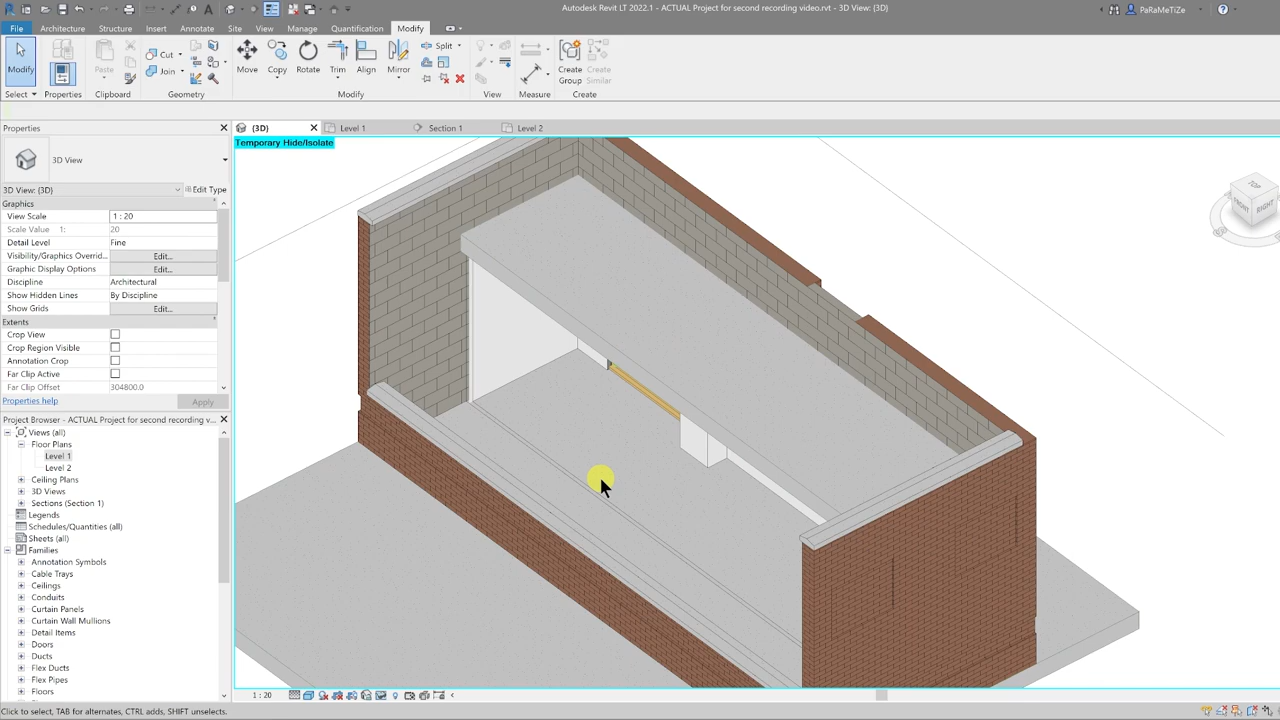 Autodesk Revit LT 2022.1 - ACTUAL Project for second recording video.rvt - 3D View: {3D}
PaRaMeTiZe
File Architecture Structure Insert Annotate Site View Manage Quantification Modify
Modify Paste Cut Join Move Copy Rotate Trim Align Mirror Split Create Group Create Similar
Select Properties Clipboard Geometry Modify View Measure Create
Properties
{3D} Level 1 Section 1 Level 2
Temporary Hide/Isolate
3D View
3D View: {3D} Edit Type
Graphics
View Scale 1 : 20
Scale Value 1: 20
Detail Level Fine
Visibility/Graphics Overrid... Edit...
Graphic Display Options Edit...
Discipline Architectural
Show Hidden Lines By Discipline
Show Grids Edit...
Extents
Crop View
Crop Region Visible
Annotation Crop
Far Clip Active
Far Clip Offset 304800.0
Properties help Apply
Project Browser - ACTUAL Project for second recording v...
Views (all)
Floor Plans
Level 1
Level 2
Ceiling Plans
3D Views
Sections (Section 1)
Legends
Schedules/Quantities (all)
Sheets (all)
Families
Annotation Symbols
Cable Trays
Ceilings
Conduits
Curtain Panels
Curtain Wall Mullions
Detail Items
Doors
Ducts
Flex Ducts
Flex Pipes
Floors
TOP
FRONT RIGHT
1 : 20
Click to select, TAB for alternates, CTRL adds, SHIFT unselects.